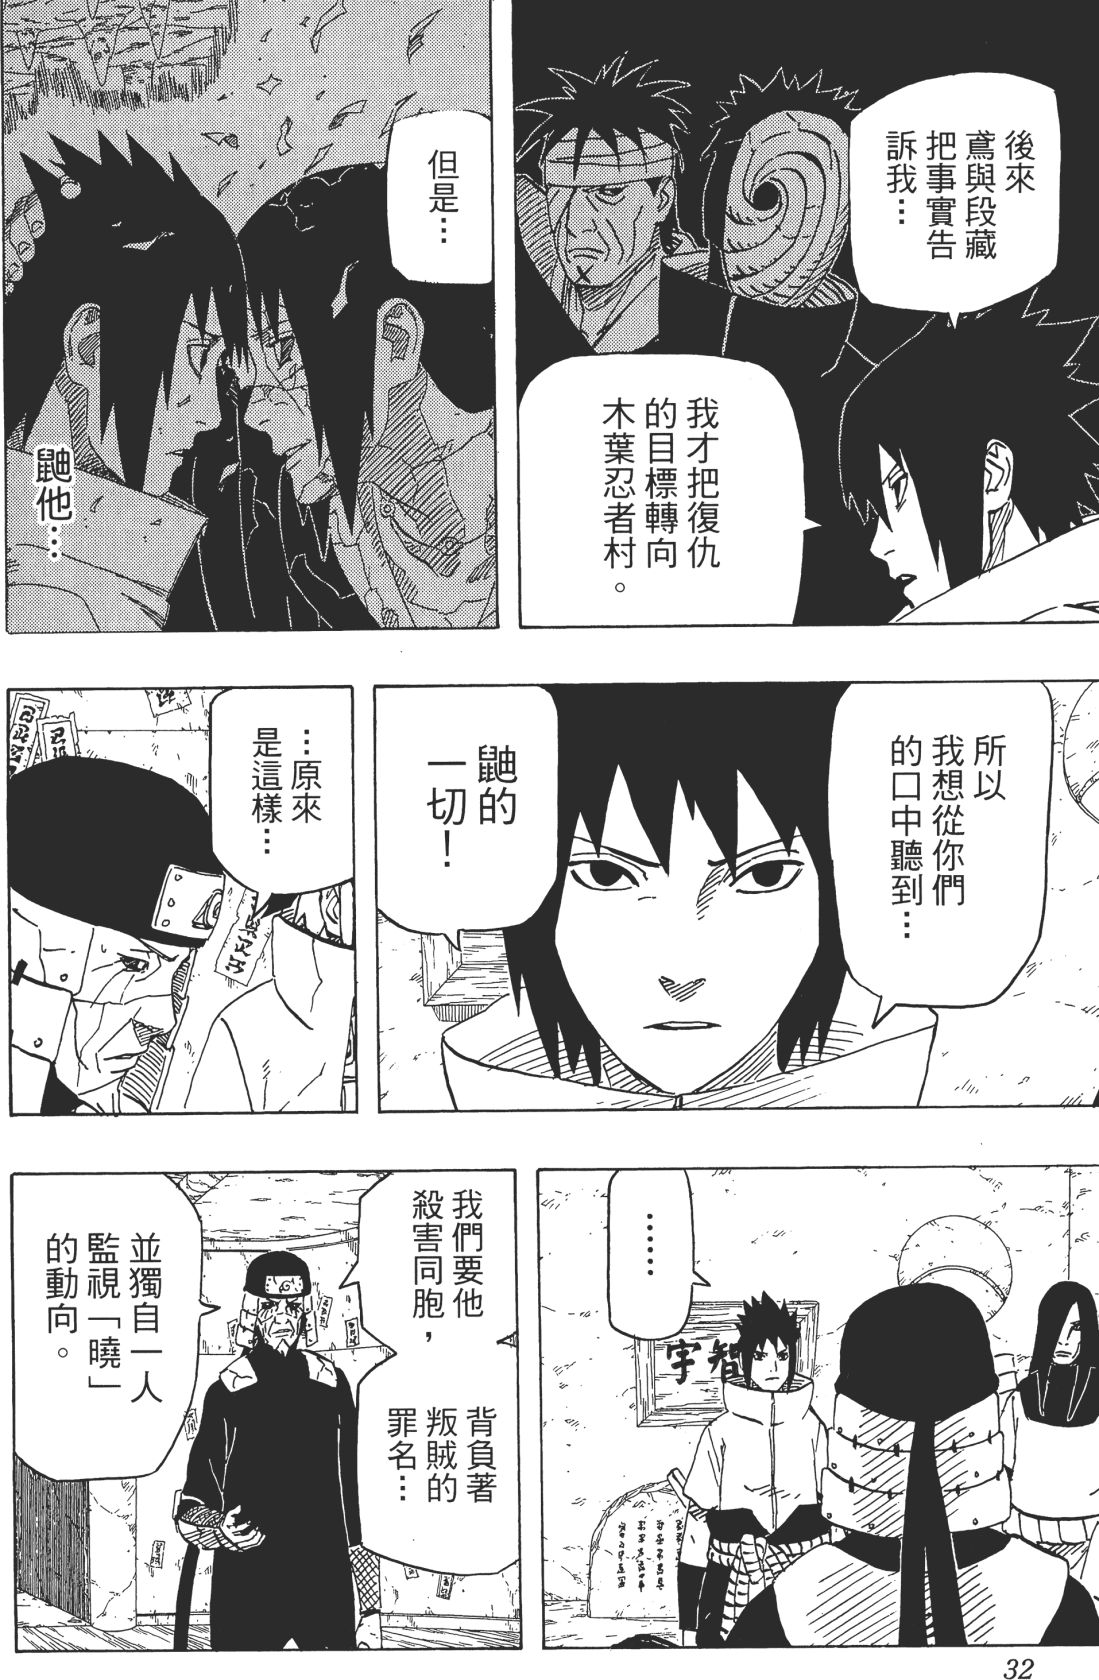 後來
鳶與段藏
把事實告
訴我…
我才把復仇
的目標轉向
木葉忍者村。
但是…
鼬他…
所以
我想從你們
的口中聽到…
鼬的
一切！
…原來
是這樣…
……
宇智
我們要他
殺害同胞，
背負著
叛賊的
罪名…
並獨自一人
監視「曉」
的動向。
32